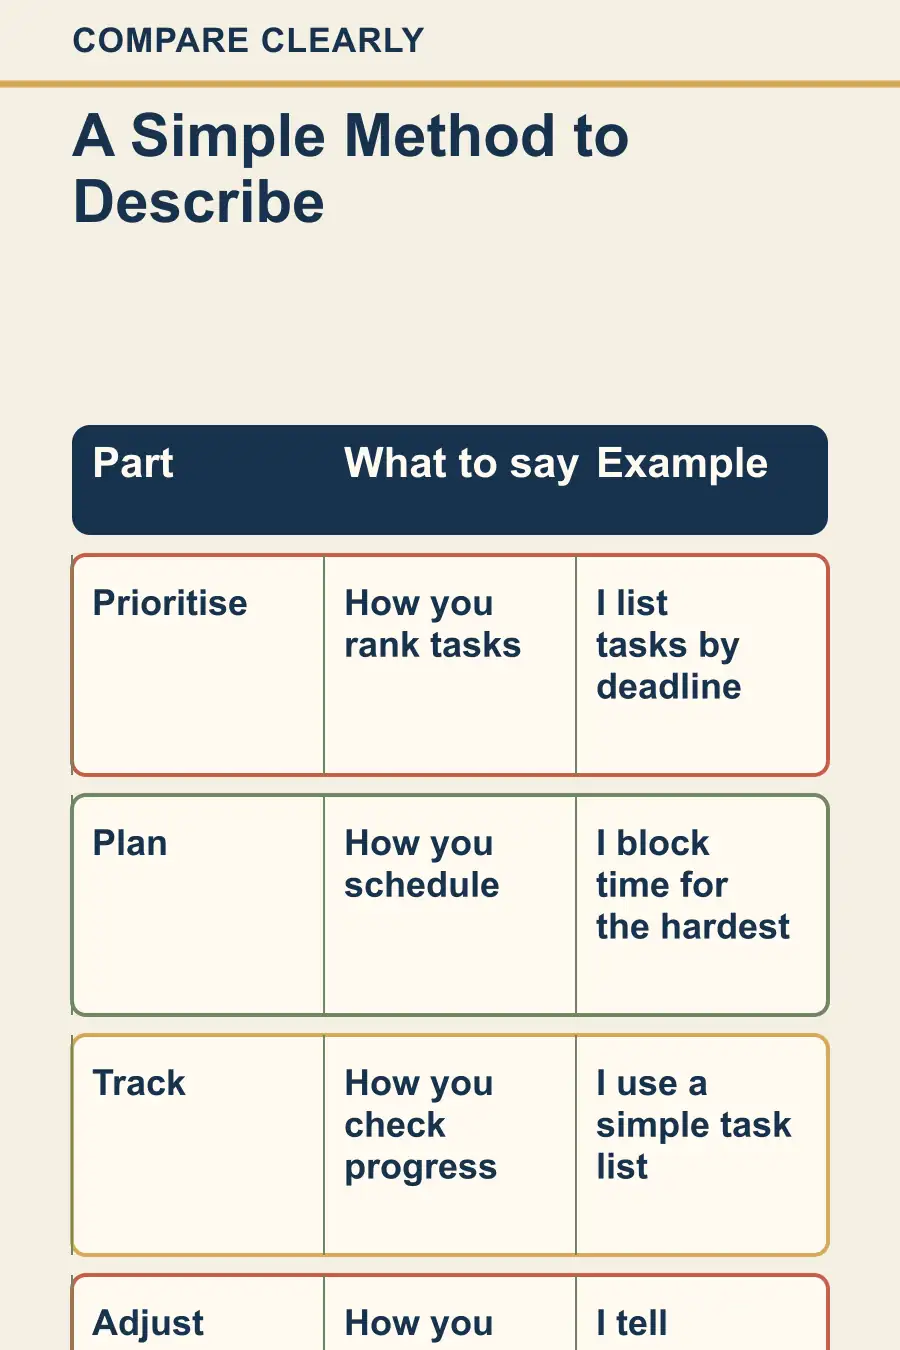 COMPARE CLEARLY
A Simple Method to
Describe
Part What to say Example
Prioritise
How you
rank tasks
I list
tasks by
deadline
Plan
How you
schedule
I block
time for
the hardest
Track
How you
check
progress
I use a
simple task
list
Adjust
How you
I tell